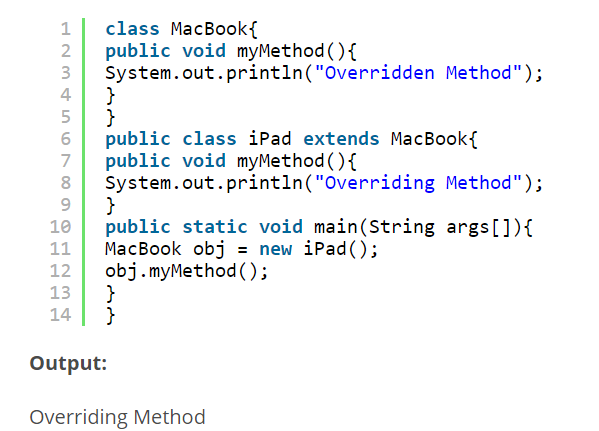 1 class MacBook{
2 public void myMethod(){
3 System.out.println("Overridden Method");
4 }
5 }
6 public class iPad extends MacBook{
7 public void myMethod(){
8 System.out.println("Overriding Method");
9 }
10 public static void main(String args[]){
11 MacBook obj = new iPad();
12 obj.myMethod();
13 }
14 }
Output:
Overriding Method